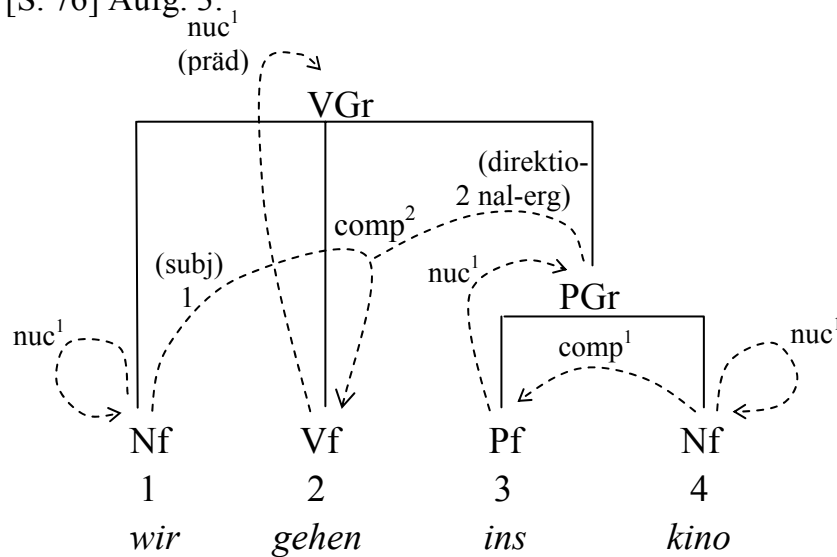 [S. 76] Aufg. 5:
nuc¹
(präd)
VGr
(direktio-
2 nal-erg)
comp²
(subj)
1
nuc¹
PGr
nuc¹
comp¹
nuc¹
Nf Vf Pf Nf
1 2 3 4
wir gehen ins kino